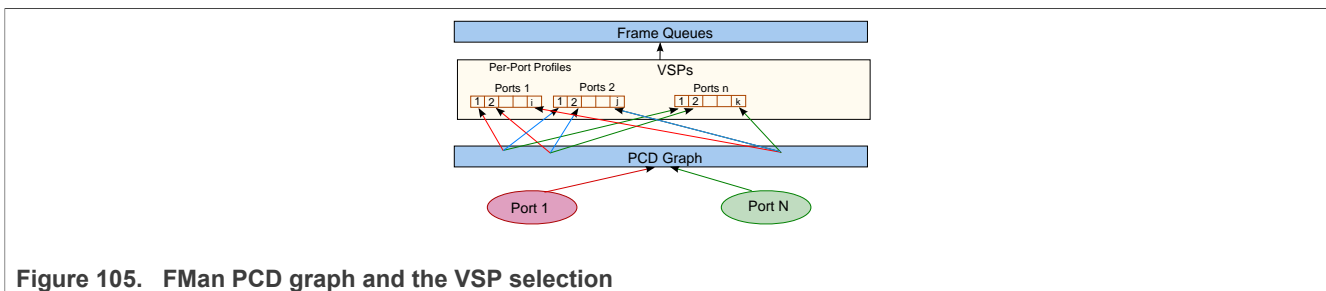 Frame Queues
Per-Port Profiles
VSPs
Ports 1
Ports 2
Ports n
1 2 i
1 2 j
1 2 k
PCD Graph
Port 1
Port N
Figure 105. FMan PCD graph and the VSP selection